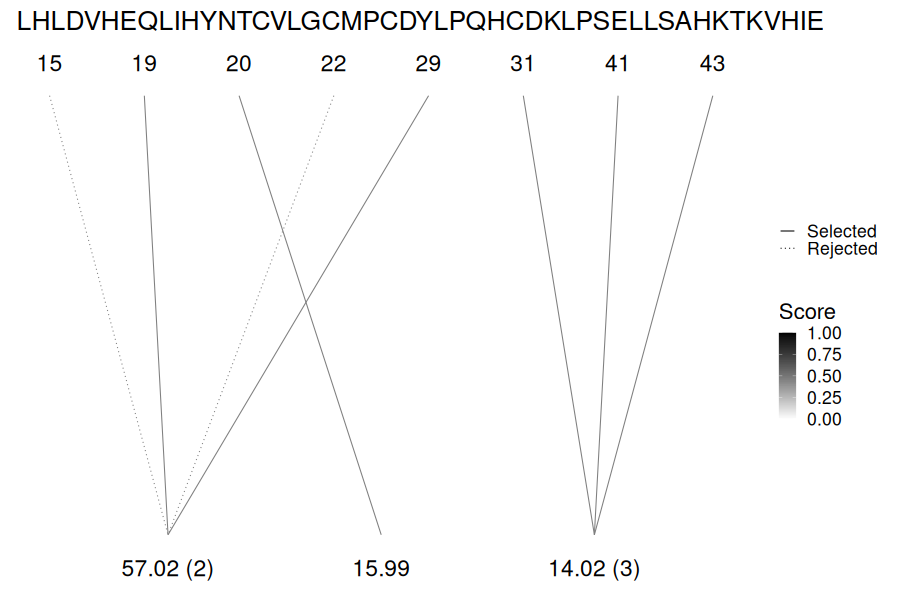 LHLDVHEQLIHYNTCVLGCMPCDYLPQHCDKLPSELLSAHKTKVHIE
15 19 20 22 29 31 41 43
Selected
Rejected
Score
1.00
0.75
0.50
0.25
0.00
57.02 (2) 15.99 14.02 (3)